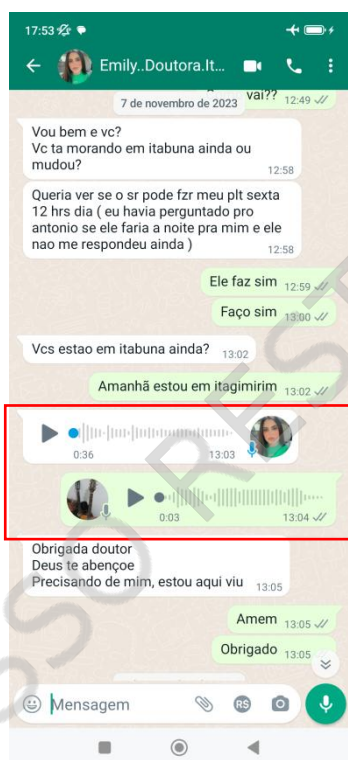 17:53
Emily..Doutora.It...
vai?? 12:49
7 de novembro de 2023
Vou bem e vc?
Vc ta morando em itabuna ainda ou
mudou?
12:58
Queria ver se o sr pode fzr meu plt sexta
12 hrs dia ( eu havia perguntado pro
antonio se ele faria a noite pra mim e ele
nao me respondeu ainda )
12:58
Ele faz sim 12:59
Faço sim 13:00
Vcs estao em itabuna ainda? 13:02
Amanhã estou em itagimirim 13:02
0:36 13:03
0:03 13:04
Obrigada doutor
Deus te abençoe
Precisando de mim, estou aqui viu 13:05
Amem 13:05
Obrigado 13:05
Mensagem
R$